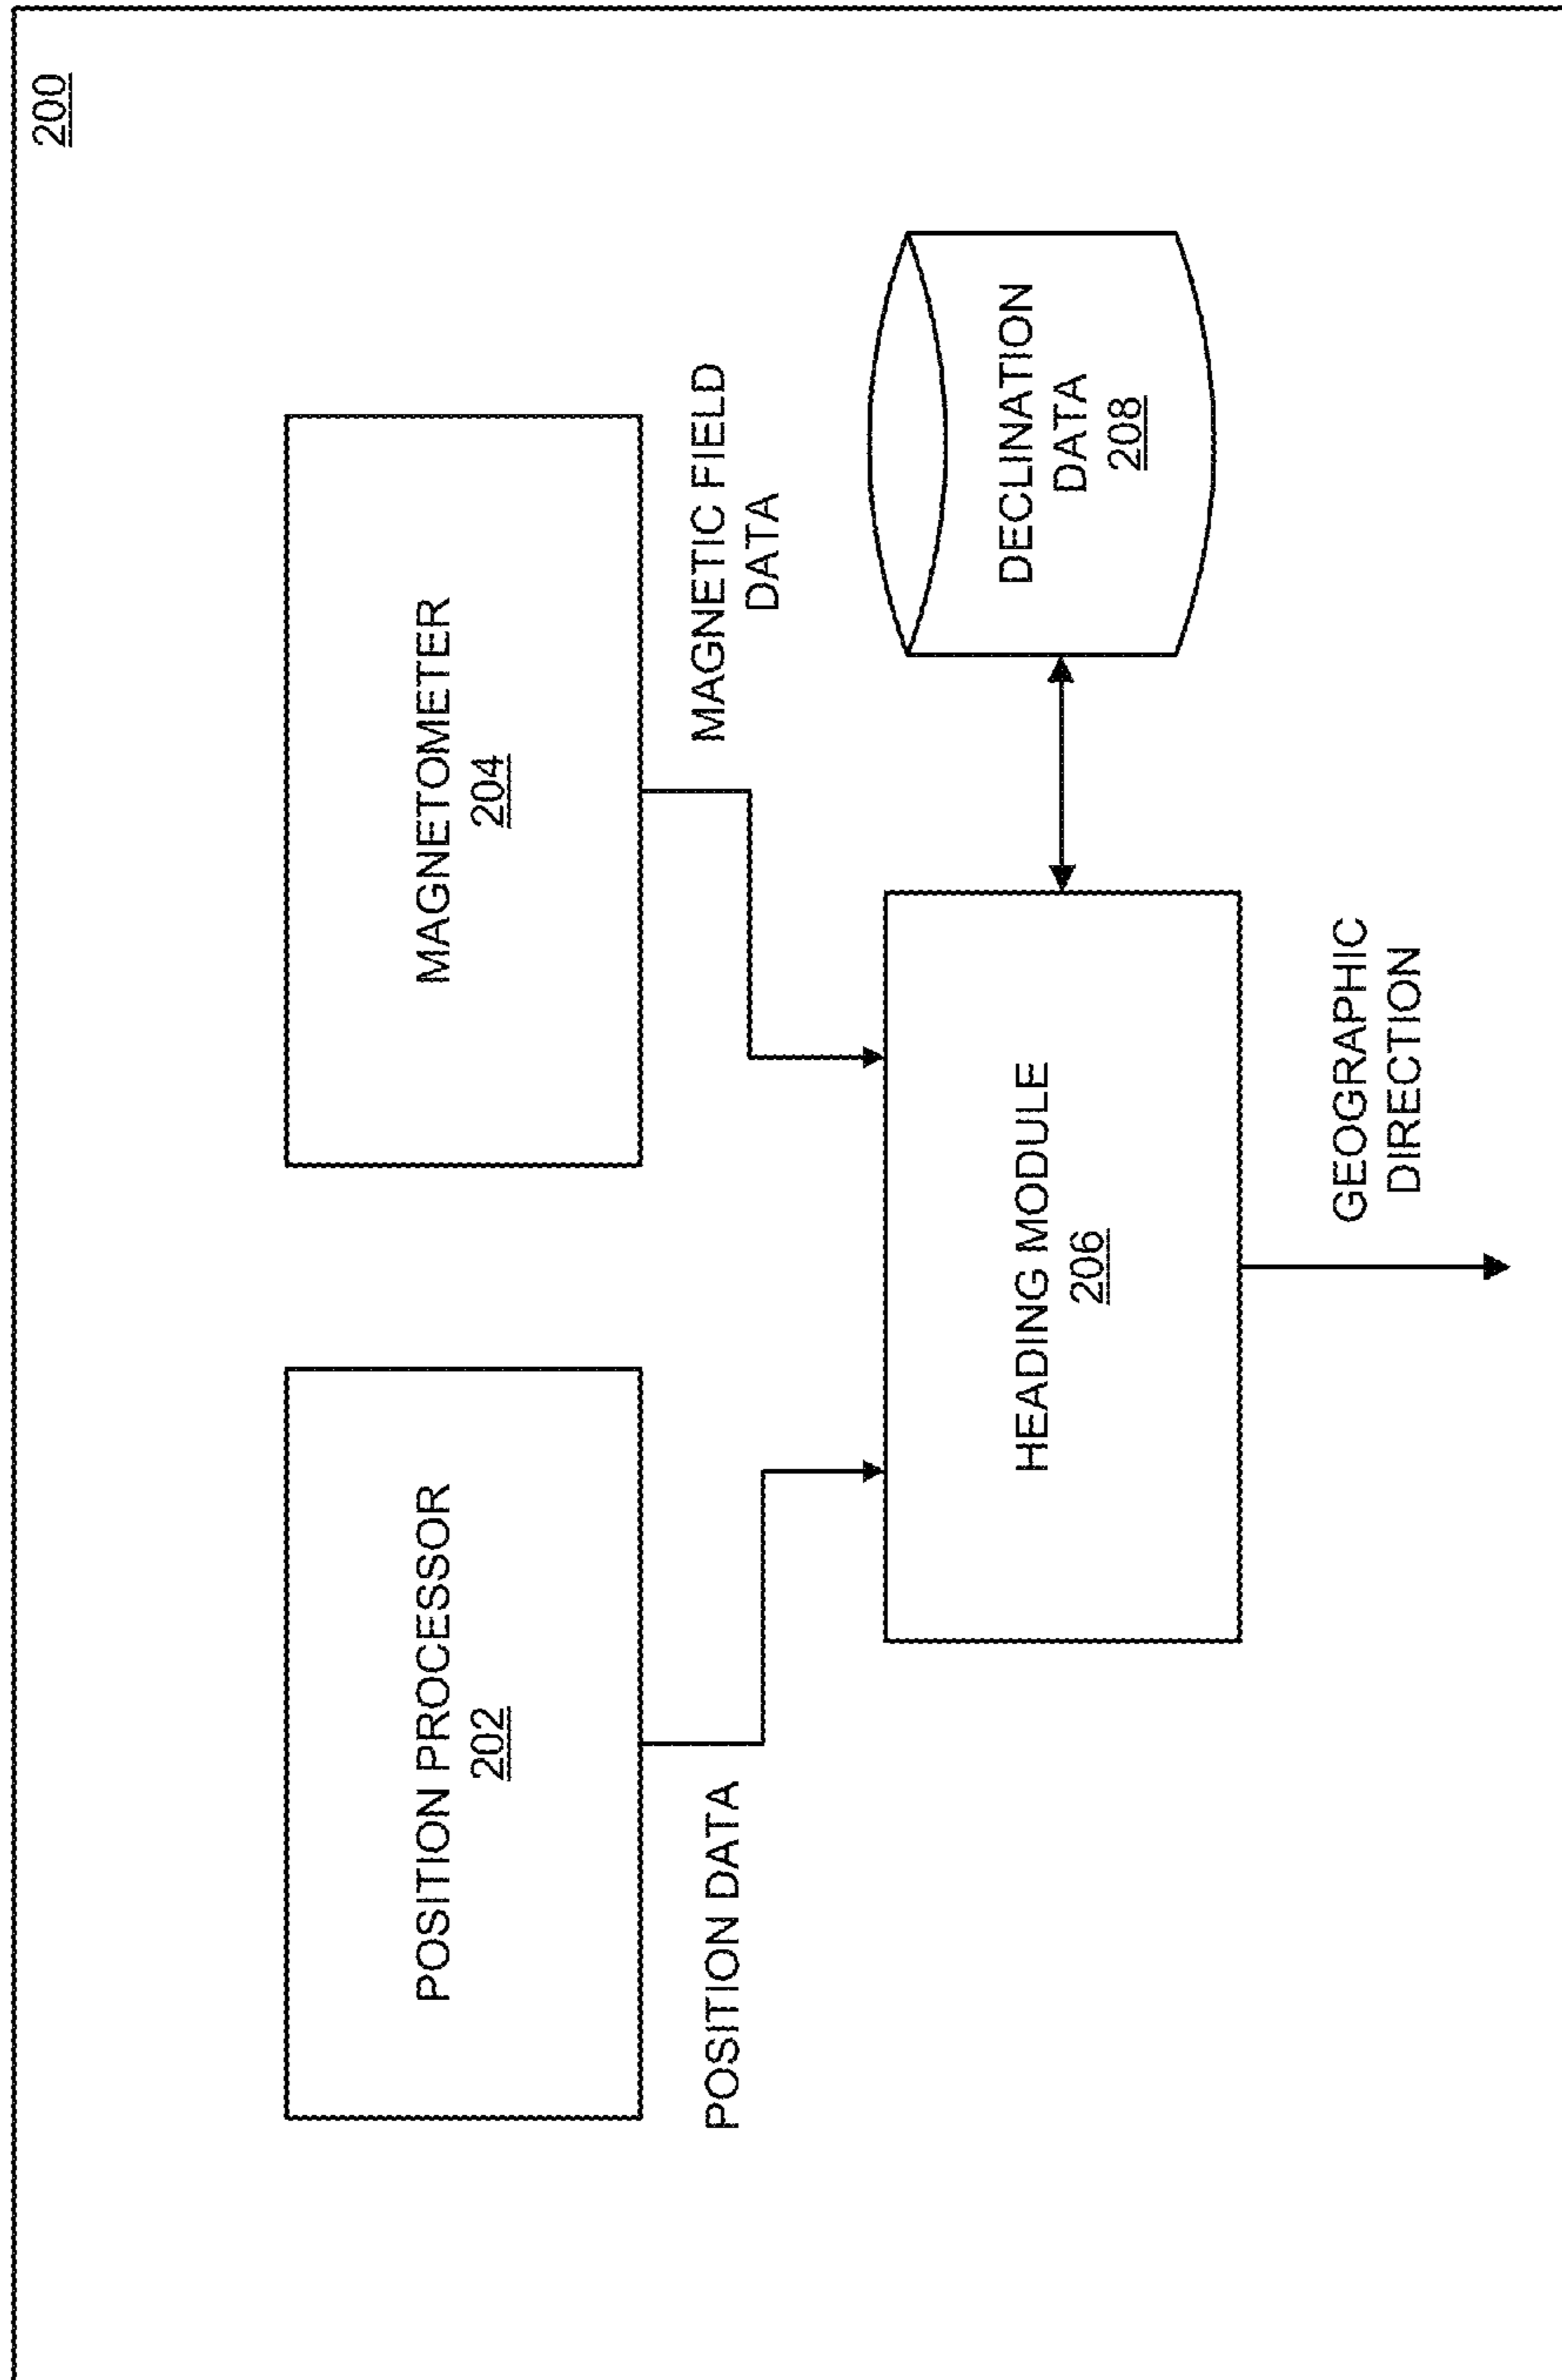 200
POSITION PROCESSOR
202
MAGNETOMETER
204
POSITION DATA
MAGNETIC FIELD
DATA
HEADING MODULE
206
DECLINATION
DATA
208
GEOGRAPHIC
DIRECTION